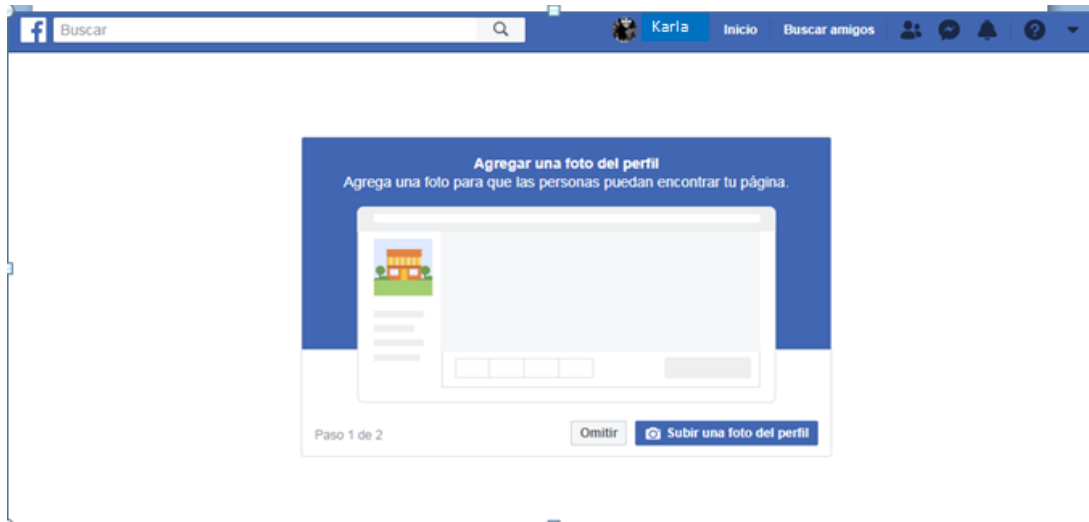 f Buscar Karla Inicio Buscar amigos ?
Agregar una foto del perfil
Agrega una foto para que las personas puedan encontrar tu página.
Paso 1 de 2 Omitir Subir una foto del perfil